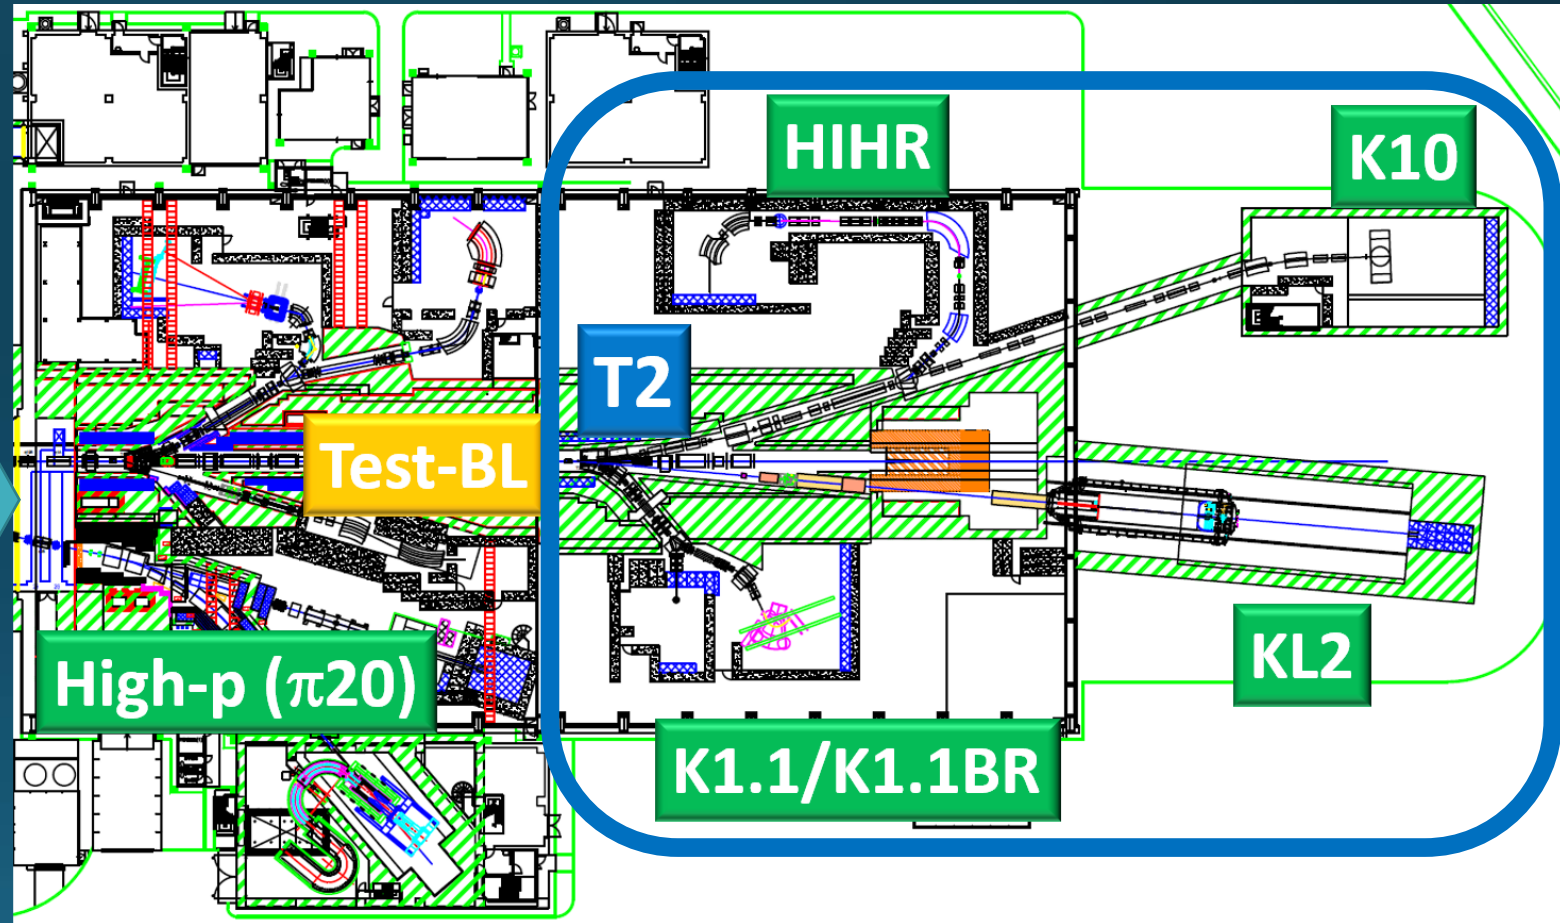 HIHR
K10
T2
Test-BL
High-p (π20)
KL2
K1.1/K1.1BR